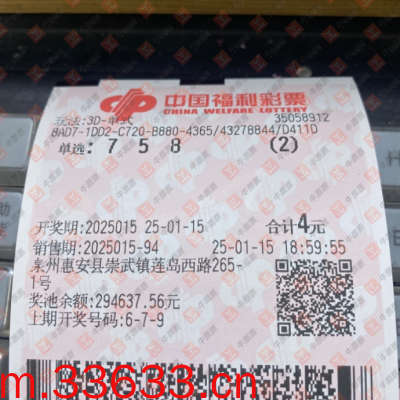 中国福利彩票
CHINA WELFARE LOTTERY
玩法:3D-单式 35058312
8AD7-1DD2-C720-B880-4365/43278844/D411D
单选: 7 5 8 (2)
开奖期:2025015 25-01-15 合计4元
销售期:2025015-94 25-01-15 18:59:55
泉州惠安县崇武镇莲岛西路265-
1号
奖池余额:294637.56元
上期开奖号码:6-7-9
m.33633.cn